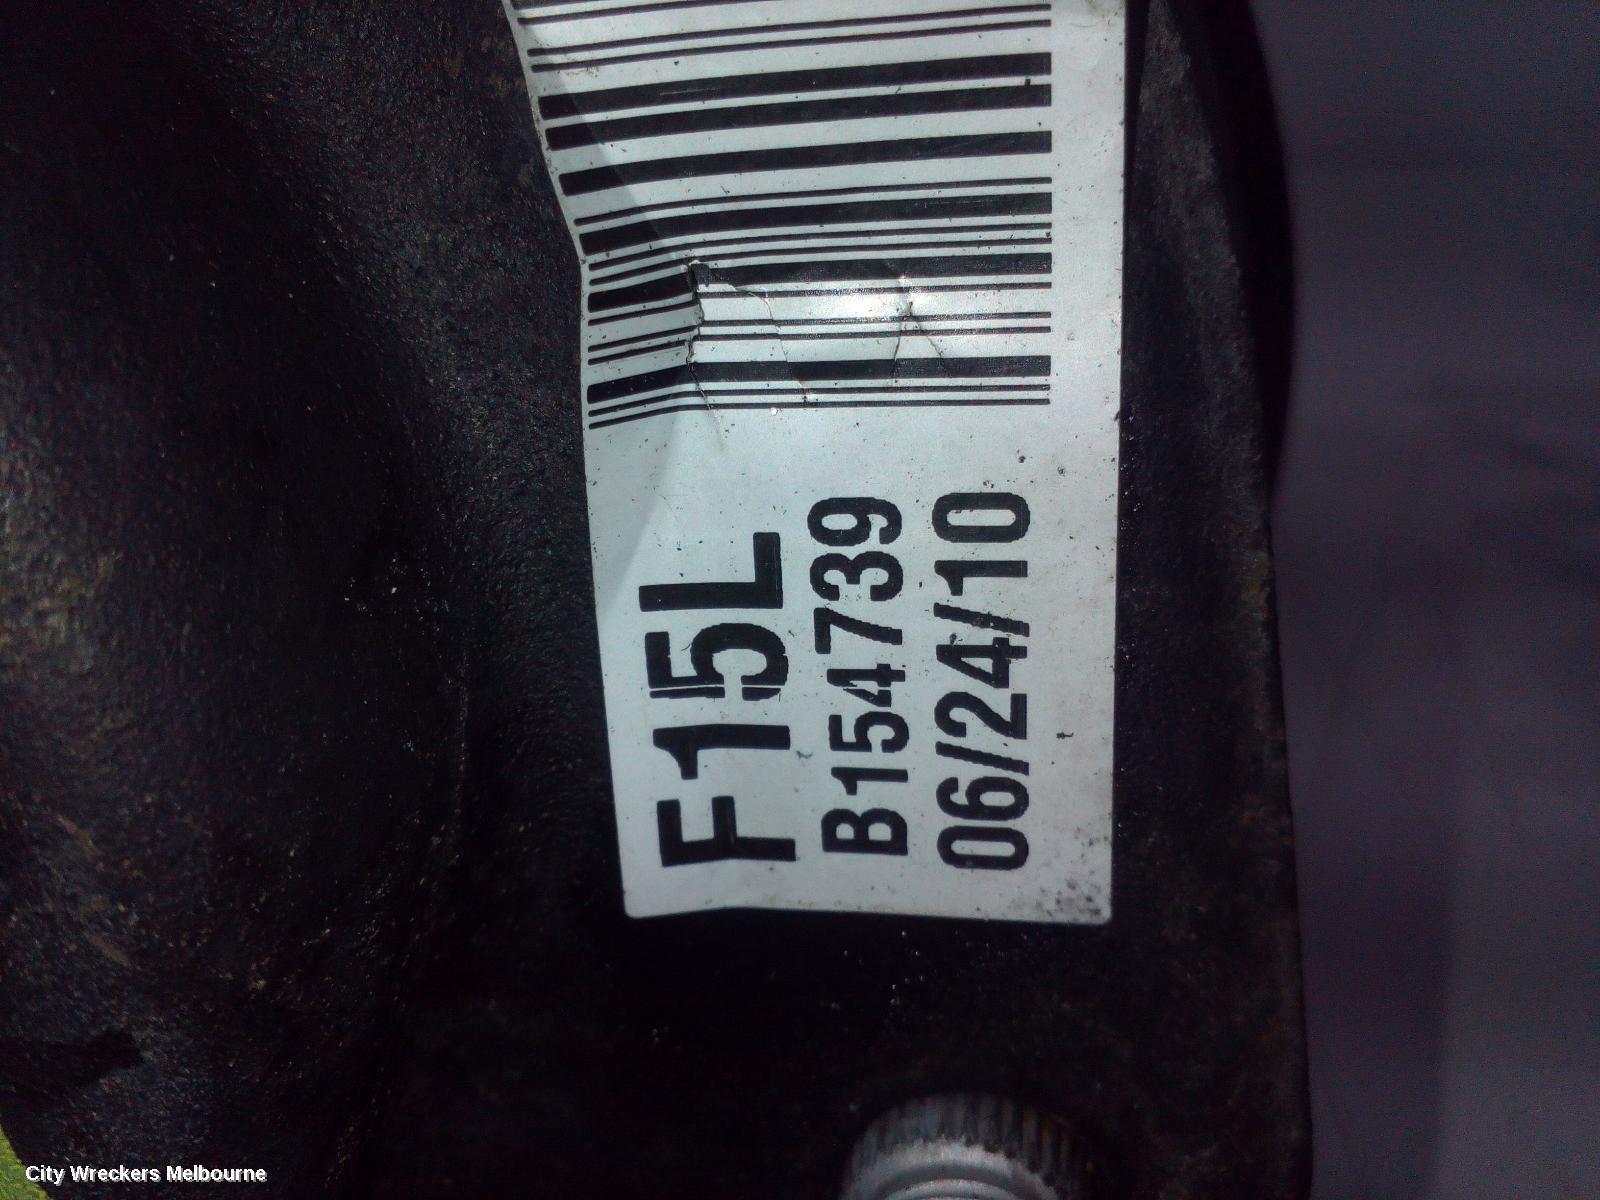 F15L
B154739
06/24/10
City Wreckers Melbourne